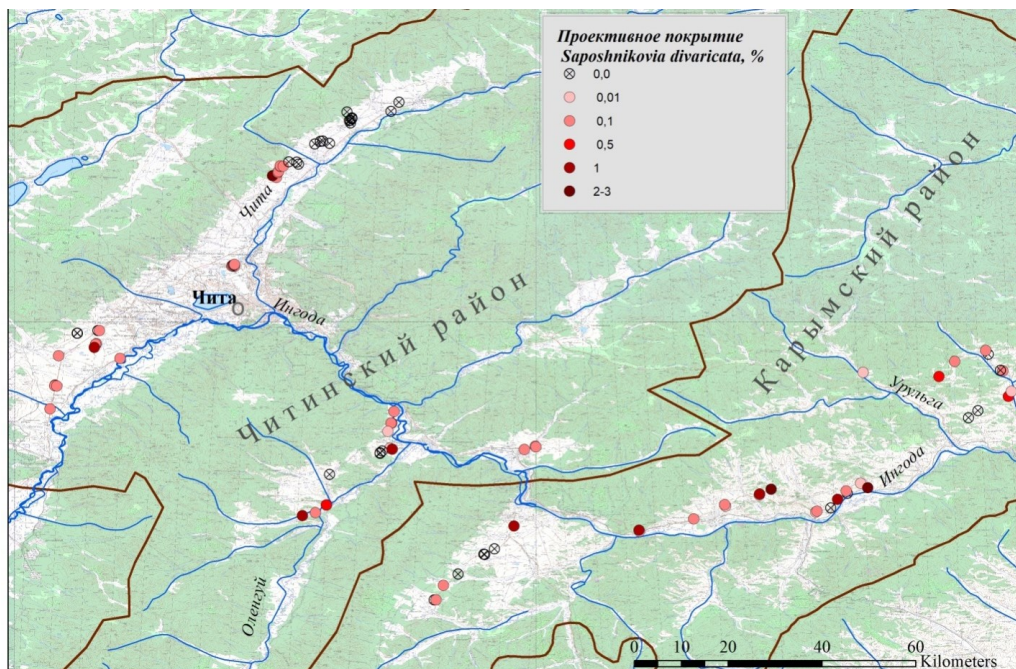 Проективное покрытие
Saposhnikovia divaricata, %
0,0
0,01
0,1
0,5
1
2-3
Чита
Чита
Ингода
Читинский район
Карымский район
Урульга
Ингода
Оленгуй
0 10 20 40 60
Kilometers